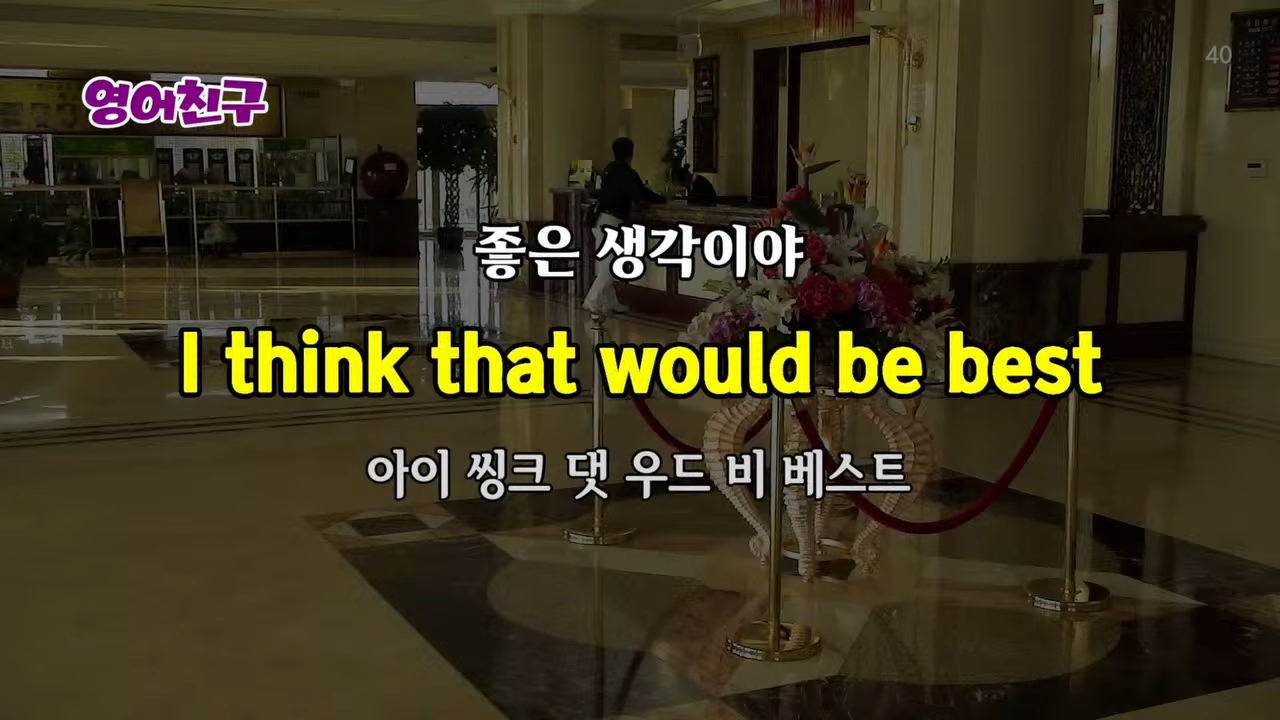 영어친구
40
좋은 생각이야
I think that would be best
아이 씽크 댓 우드 비 베스트